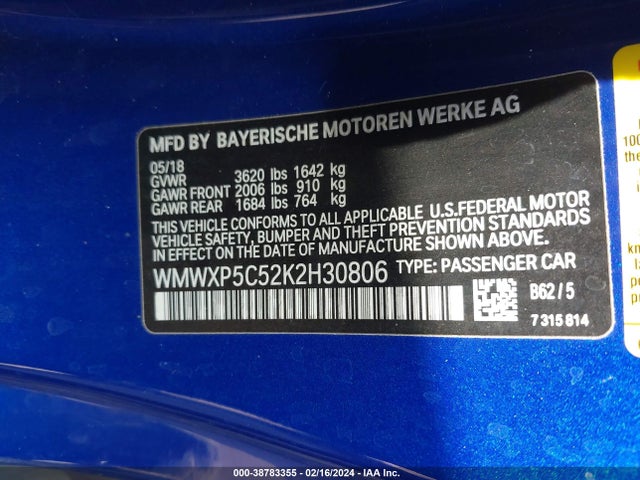 MFD BY BAYERISCHE MOTOREN WERKE AG
05/18
GVWR 3620 lbs 1642 kg
GAWR FRONT 2006 lbs 910 kg
GAWR REAR 1684 lbs 764 kg
THIS VEHICLE CONFORMS TO ALL APPLICABLE U.S.FEDERAL MOTOR
VEHICLE SAFETY, BUMPER AND THEFT PREVENTION STANDARDS
IN EFFECT ON THE DATE OF MANUFACTURE SHOWN ABOVE.
WMWXP5C52K2H30806 TYPE: PASSENGER CAR
B62 / 5
7 315 814
100
the
000-38783355 - 02/16/2024 - IAA Inc.